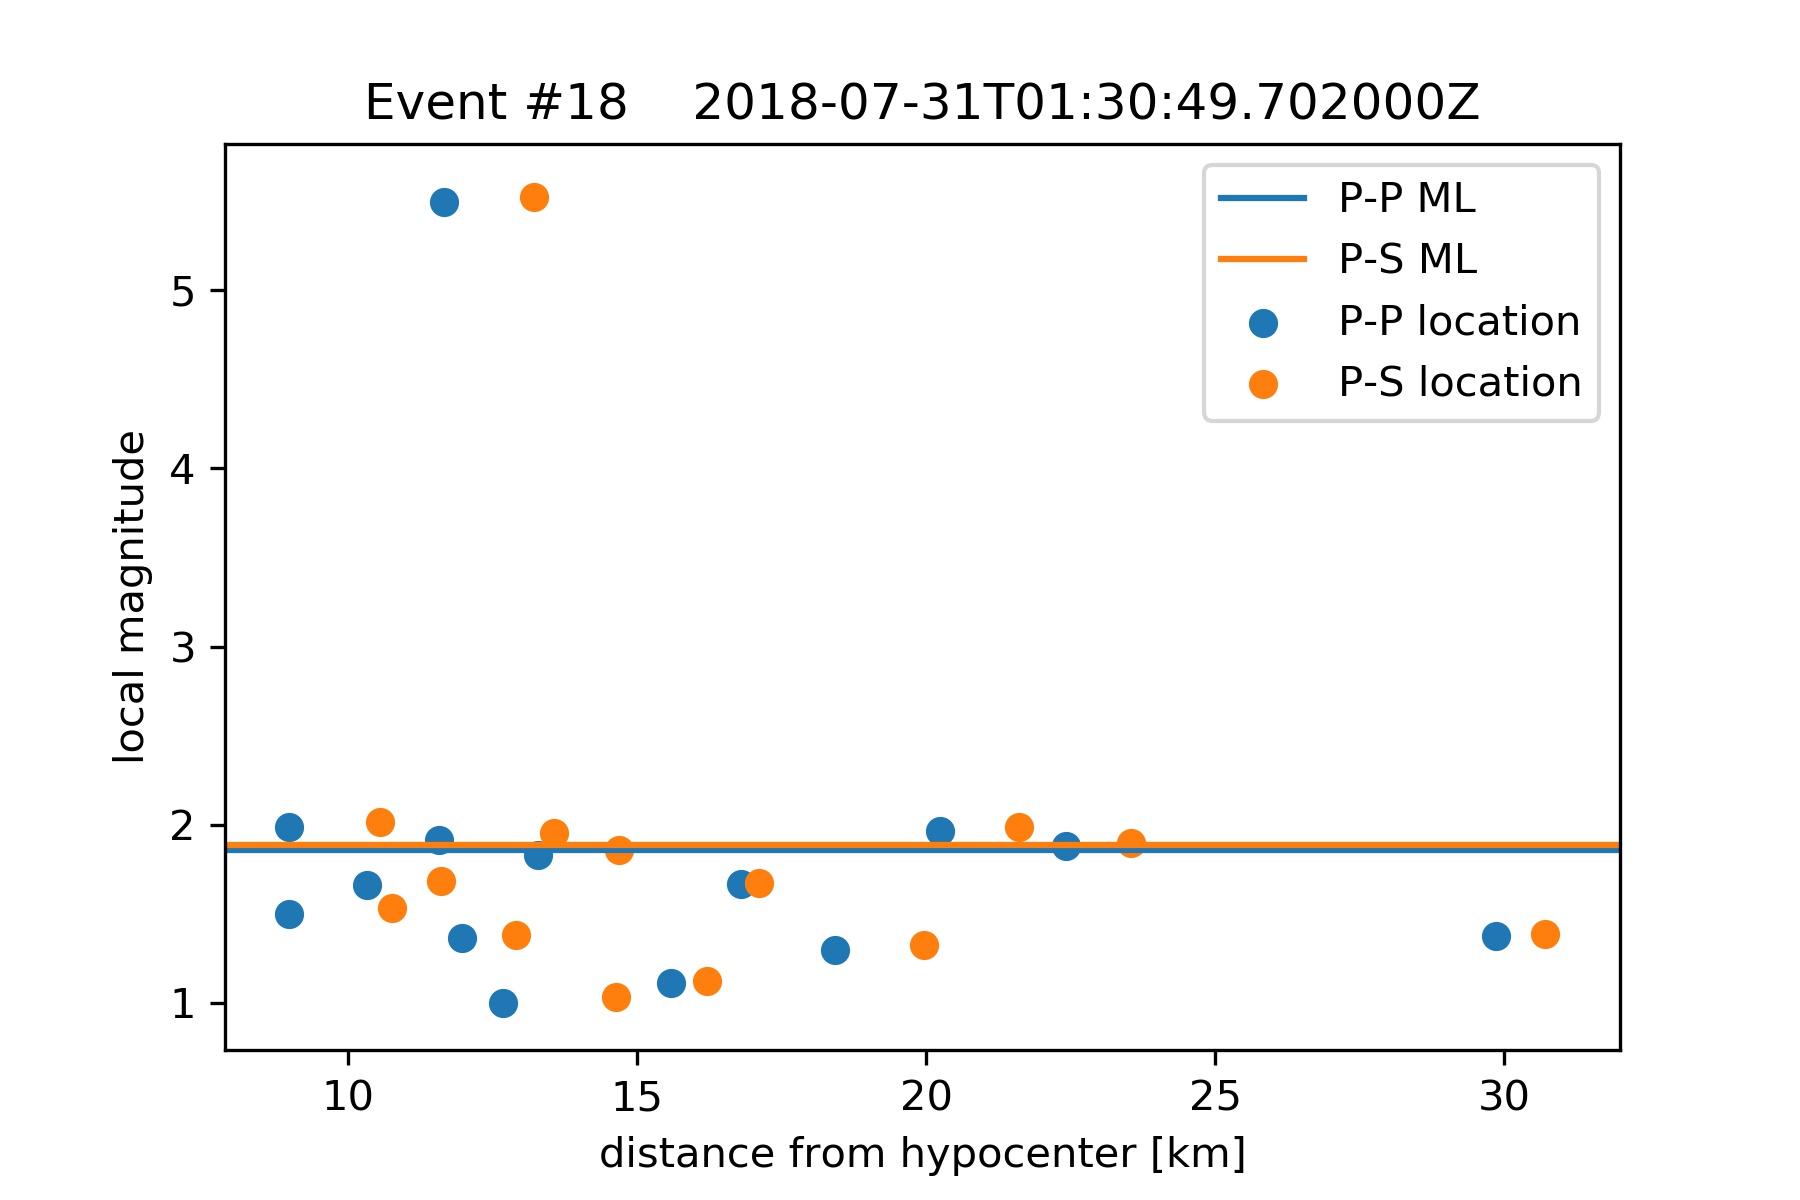 Event #18    2018-07-31T01:30:49.702000Z
P-P ML
P-S ML
P-P location
P-S location
local magnitude
5
4
3
2
1
10 15 20 25 30
distance from hypocenter [km]